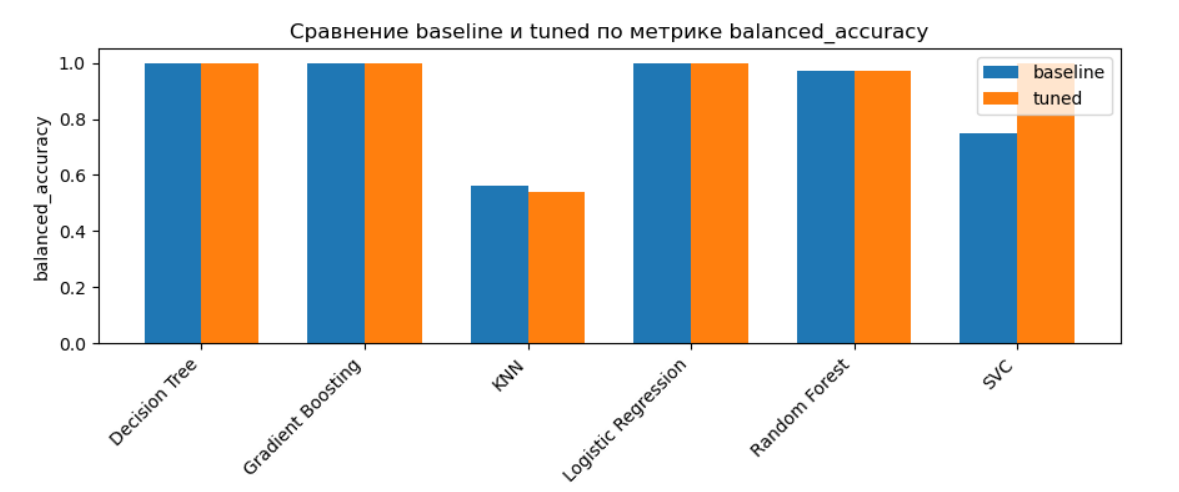 Сравнение baseline и tuned по метрике balanced_accuracy
balanced_accuracy
1.0
0.8
0.6
0.4
0.2
0.0
baseline
tuned
Decision Tree
Gradient Boosting
KNN
Logistic Regression
Random Forest
SVC